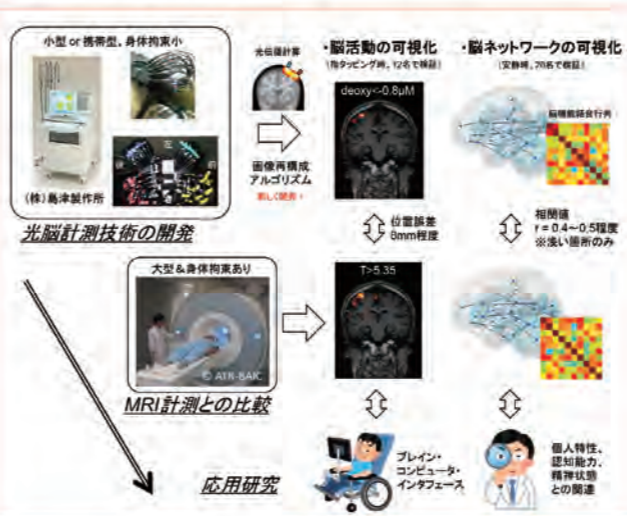 小型 or 携帯型、身体拘束小
(株)島津製作所
光脳計測技術の開発
光伝播計算
画像再構成
アルゴリズム
新しく開発!
・脳活動の可視化
(指タッピング時、12名で検証)
deoxy<-0.8μM
・脳ネットワークの可視化
(安静時、28名で検証)
脳機能結合行列
位置誤差
8mm程度
相関値
r = 0.4~0.5程度
※浅い箇所のみ
大型&身体拘束あり
© ATR-BAIC
MRI計測との比較
T>5.35
応用研究
ブレイン・
コンピュータ・
インタフェース
個人特性、
認知能力、
精神状態
との関連